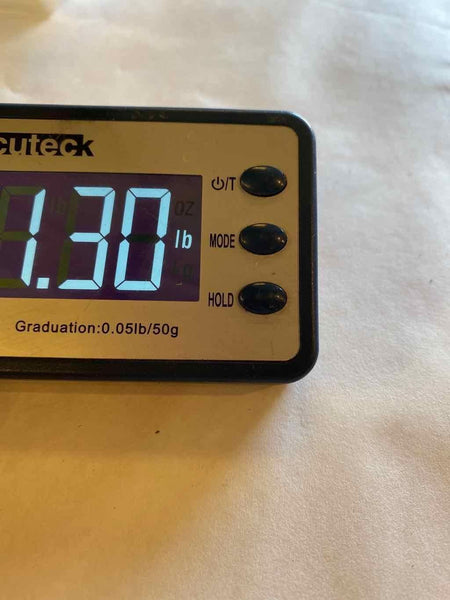 cuteck
⏻/T
1.30 lb
OZ
MODE
HOLD
Graduation:0.05lb/50g